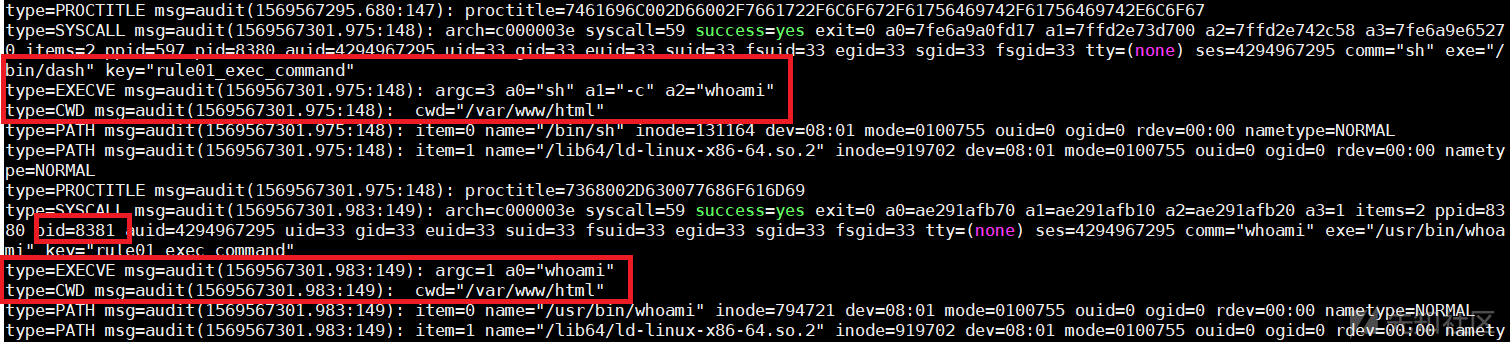 type=PROCTITLE msg=audit(1569567295.680:147): proctitle=7461696C002D66002F7661722F6C6F672F61756469742F61756469742E6C6F67
type=SYSCALL msg=audit(1569567301.975:148): arch=c000003e syscall=59 success=yes exit=0 a0=7fe6a9a0fd17 a1=7ffd2e73d700 a2=7ffd2e742c58 a3=7fe6a9e6527
0 items=2 ppid=597 pid=8380 auid=4294967295 uid=33 gid=33 euid=33 suid=33 fsuid=33 egid=33 sgid=33 fsgid=33 tty=(none) ses=4294967295 comm="sh" exe="/
bin/dash" key="rule01_exec_command"
type=EXECVE msg=audit(1569567301.975:148): argc=3 a0="sh" a1="-c" a2="whoami"
type=CWD msg=audit(1569567301.975:148):  cwd="/var/www/html"
type=PATH msg=audit(1569567301.975:148): item=0 name="/bin/sh" inode=131164 dev=08:01 mode=0100755 ouid=0 ogid=0 rdev=00:00 nametype=NORMAL
type=PATH msg=audit(1569567301.975:148): item=1 name="/lib64/ld-linux-x86-64.so.2" inode=919702 dev=08:01 mode=0100755 ouid=0 ogid=0 rdev=00:00 namety
pe=NORMAL
type=PROCTITLE msg=audit(1569567301.975:148): proctitle=7368002D630077686F616D69
type=SYSCALL msg=audit(1569567301.983:149): arch=c000003e syscall=59 success=yes exit=0 a0=ae291afb70 a1=ae291afb10 a2=ae291afb20 a3=1 items=2 ppid=83
80 pid=8381 auid=4294967295 uid=33 gid=33 euid=33 suid=33 fsuid=33 egid=33 sgid=33 fsgid=33 tty=(none) ses=4294967295 comm="whoami" exe="/usr/bin/whoa
mi" key="rule01_exec_command"
type=EXECVE msg=audit(1569567301.983:149): argc=1 a0="whoami"
type=CWD msg=audit(1569567301.983:149):  cwd="/var/www/html"
type=PATH msg=audit(1569567301.983:149): item=0 name="/usr/bin/whoami" inode=794721 dev=08:01 mode=0100755 ouid=0 ogid=0 rdev=00:00 nametype=NORMAL
type=PATH msg=audit(1569567301.983:149): item=1 name="/lib64/ld-linux-x86-64.so.2" inode=919702 dev=08:01 mode=0100755 ouid=0 ogid=0 rdev=00:00 namety
先知社区